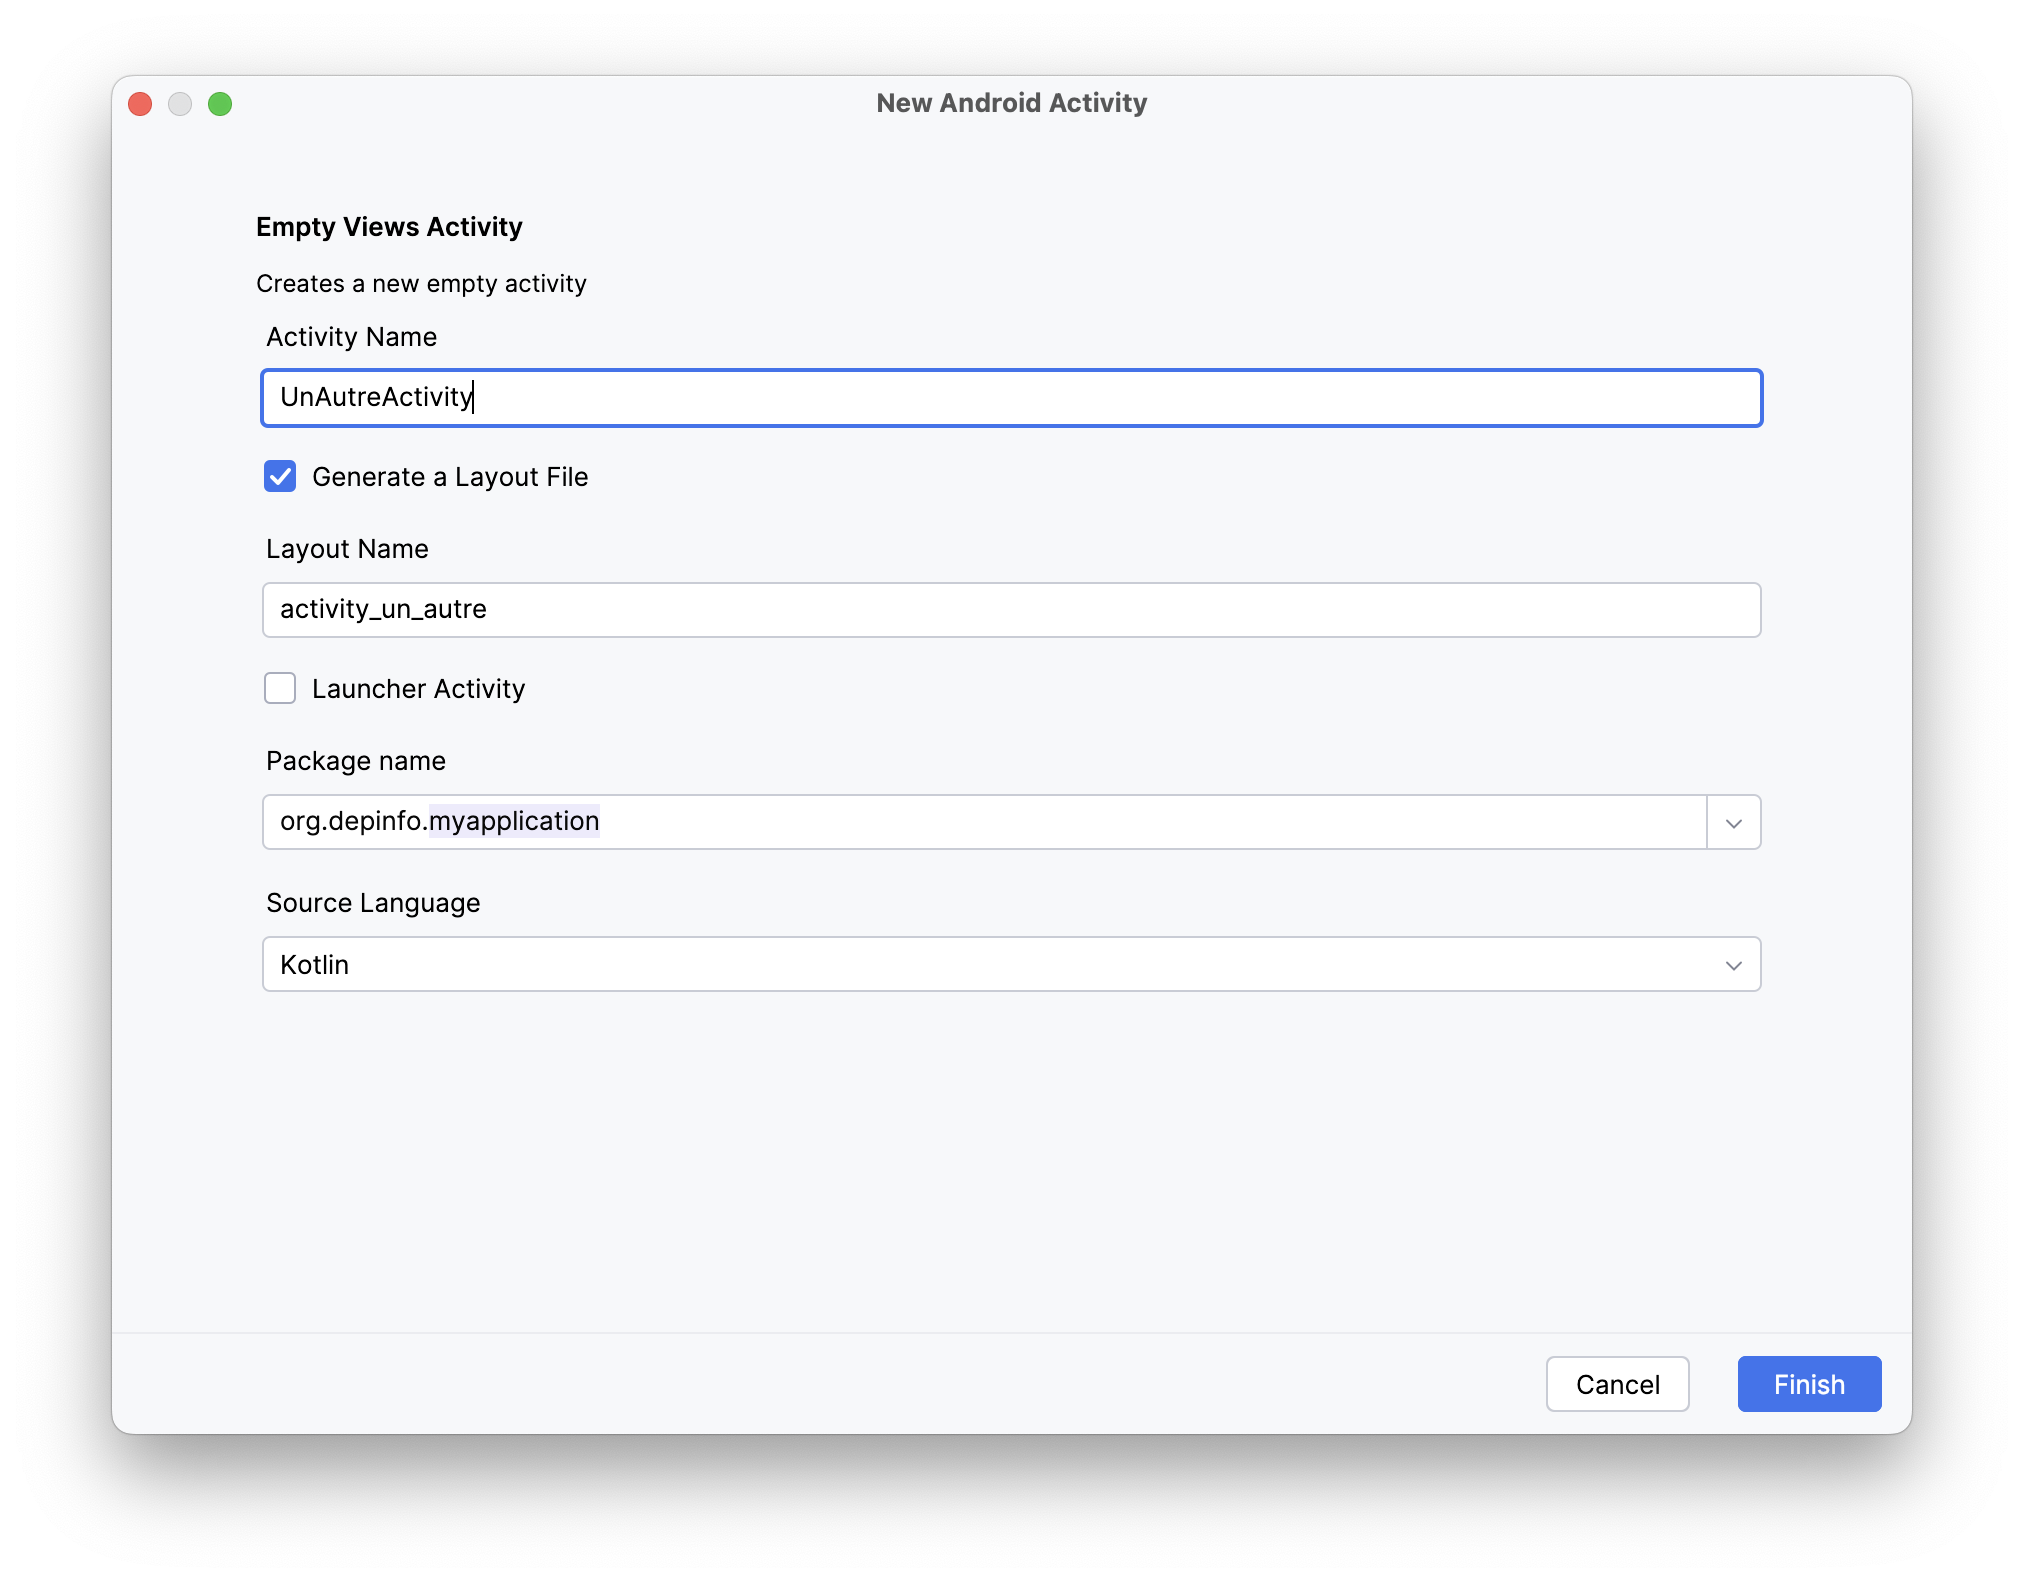 New Android Activity
Empty Views Activity
Creates a new empty activity
Activity Name
UnAutreActivity
Generate a Layout File
Layout Name
activity_un_autre
Launcher Activity
Package name
org.depinfo.myapplication
Source Language
Kotlin
Cancel
Finish